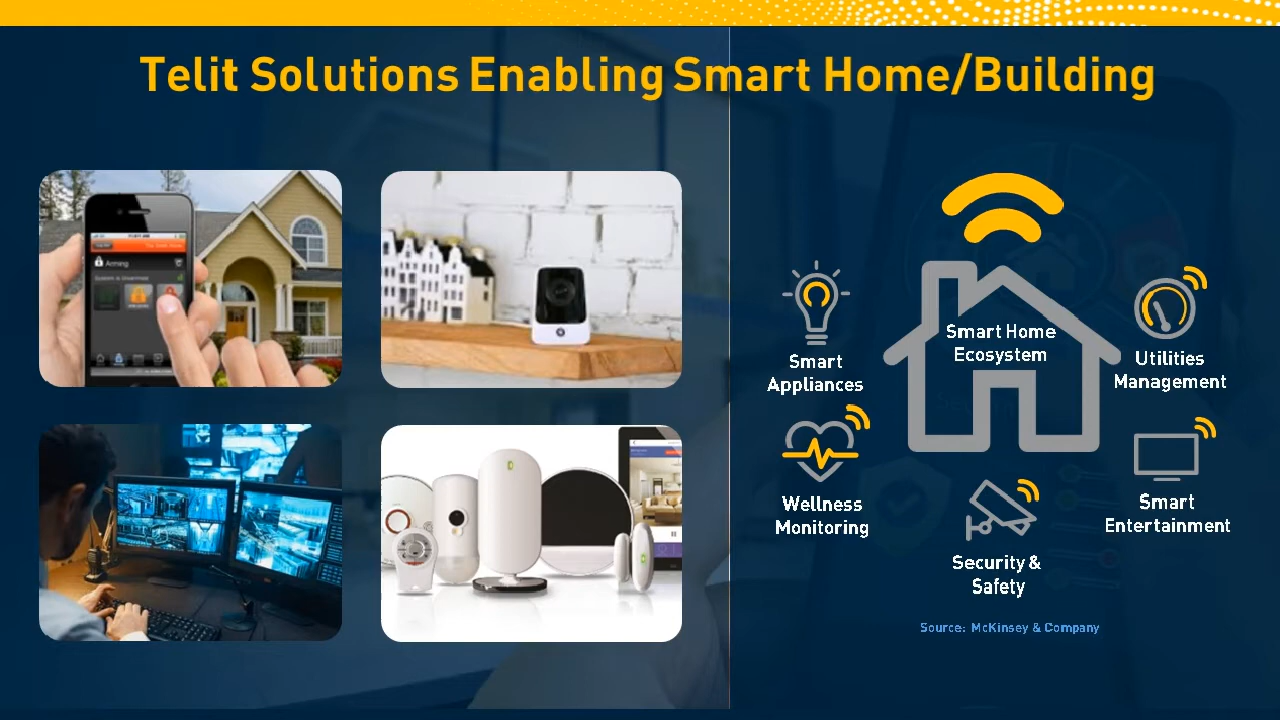 Telit Solutions Enabling Smart Home/Building
Arming
Smart Home
Ecosystem
Smart
Appliances
Utilities
Management
Wellness
Monitoring
Smart
Entertainment
Security &
Safety
Source: McKinsey & Company